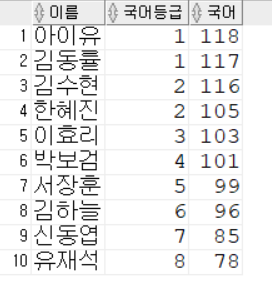 이름 국어등급 국어
1 아이유 1 118
2 김동률 1 117
3 김수현 2 116
4 한혜진 2 105
5 이효리 3 103
6 박보검 4 101
7 서장훈 5 99
8 김하늘 6 96
9 신동엽 7 85
10 유재석 8 78